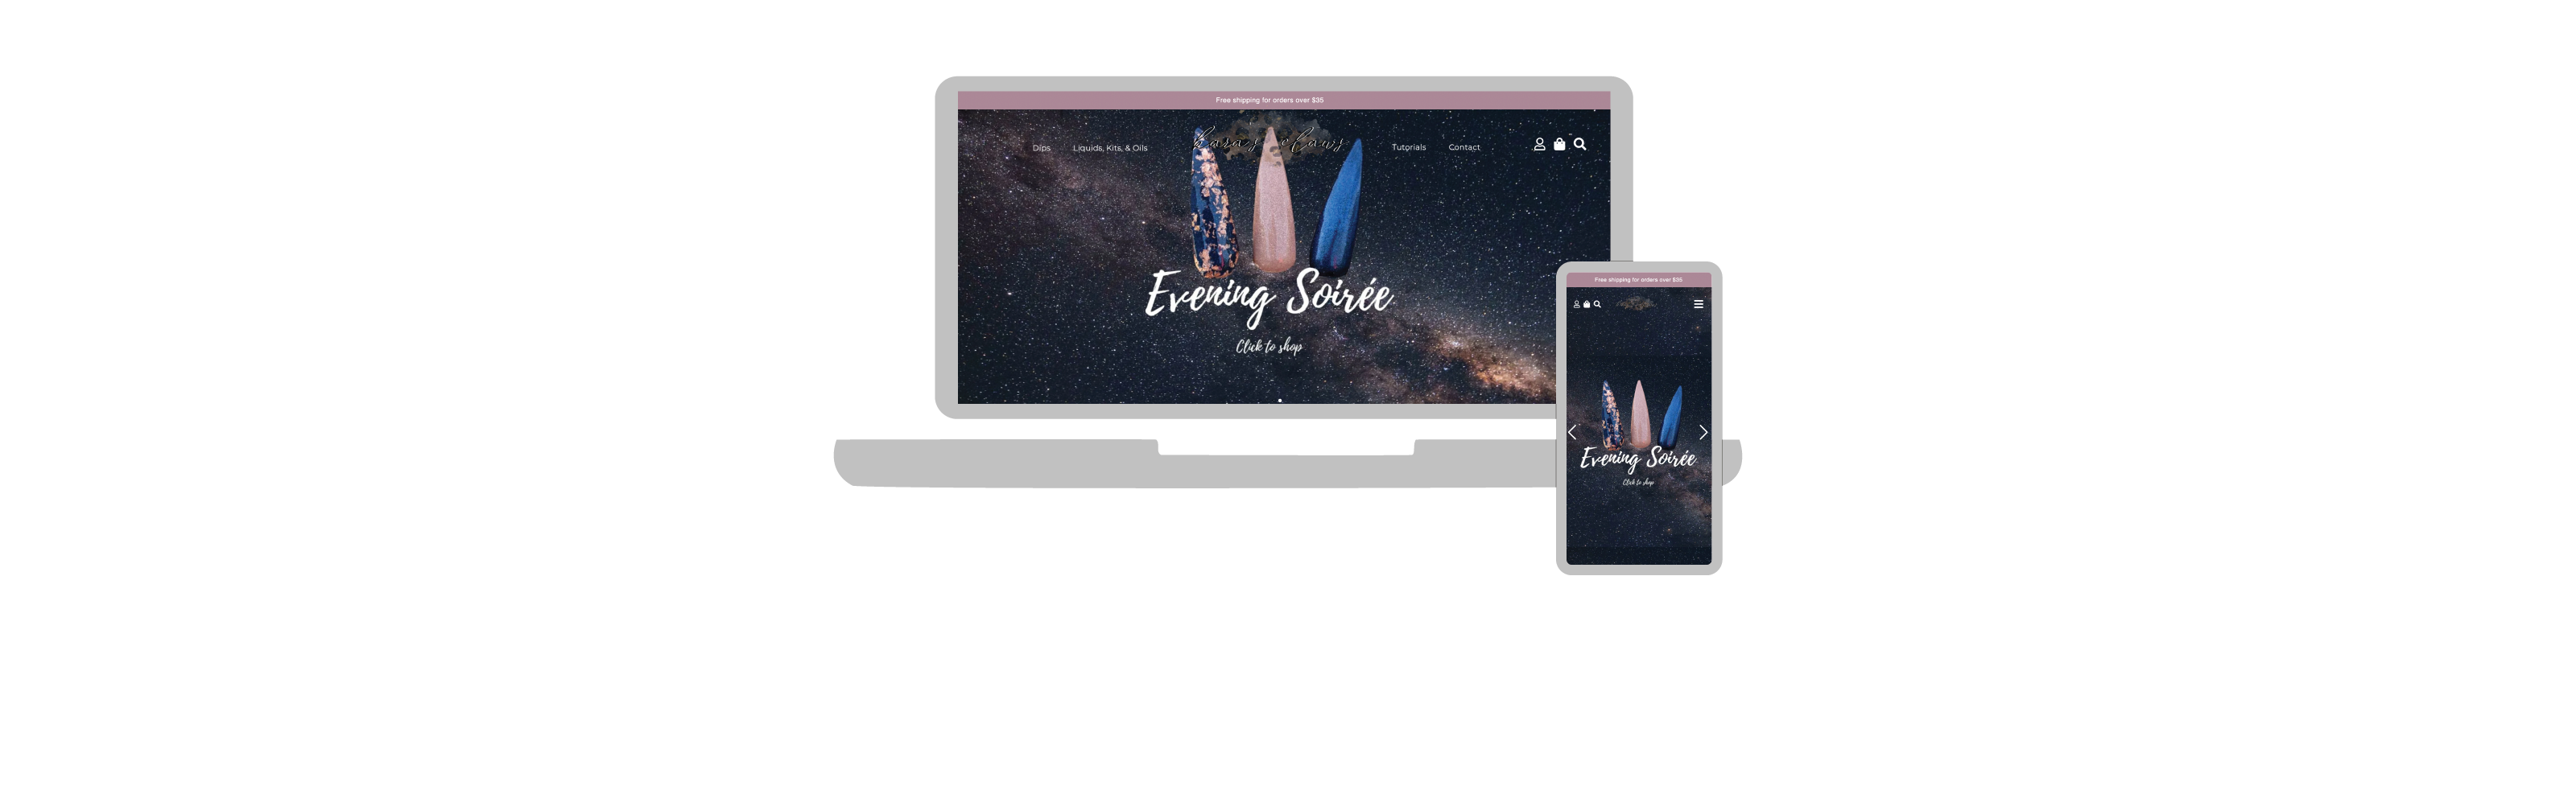 Free shipping for orders over $35
Dips Liquids, Kits, & Oils Tutorials Contact
Evening Soirée
Click to shop
Free shipping for orders over $35
Evening Soirée
Click to shop